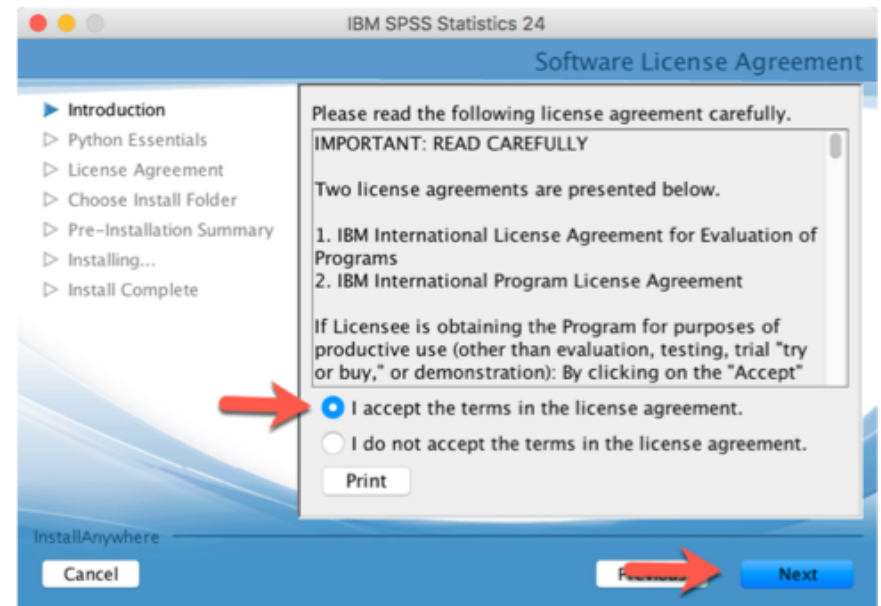 IBM SPSS Statistics 24
Software License Agreement
Introduction
Python Essentials
License Agreement
Choose Install Folder
Pre-Installation Summary
Installing...
Install Complete
Please read the following license agreement carefully.
IMPORTANT: READ CAREFULLY
Two license agreements are presented below.
1. IBM International License Agreement for Evaluation of
Programs
2. IBM International Program License Agreement
If Licensee is obtaining the Program for purposes of
productive use (other than evaluation, testing, trial "try
or buy," or demonstration): By clicking on the "Accept"
I accept the terms in the license agreement.
I do not accept the terms in the license agreement.
Print
InstallAnywhere
Cancel
Next